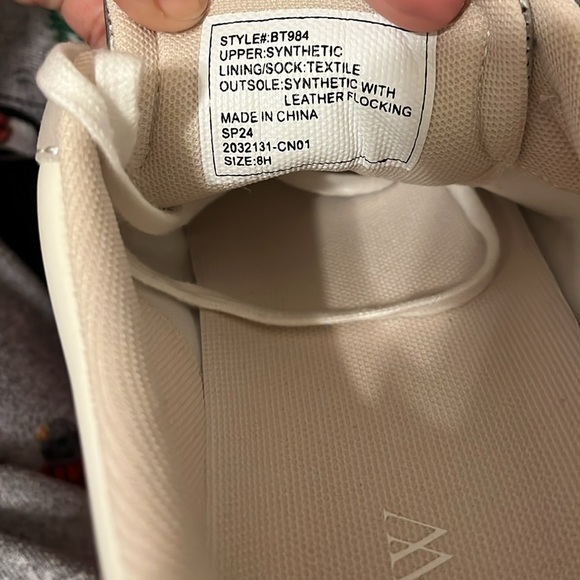 STYLE#:BT984
UPPER:SYNTHETIC
LINING/SOCK:TEXTILE
OUTSOLE:SYNTHETIC WITH
LEATHER FLOCKING
MADE IN CHINA
SP24
2032131-CN01
SIZE:8H